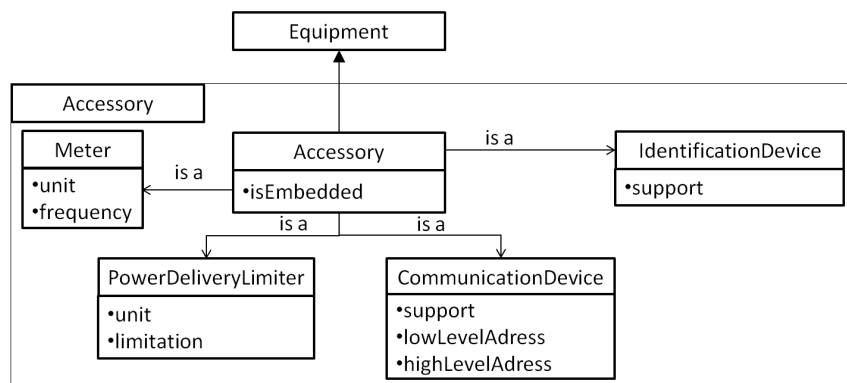 Equipment
Accessory
Meter
•unit
•frequency
is a
Accessory
•isEmbedded
is a
IdentificationDevice
•support
is a
is a
PowerDeliveryLimiter
•unit
•limitation
CommunicationDevice
•support
•lowLevelAdress
•highLevelAdress